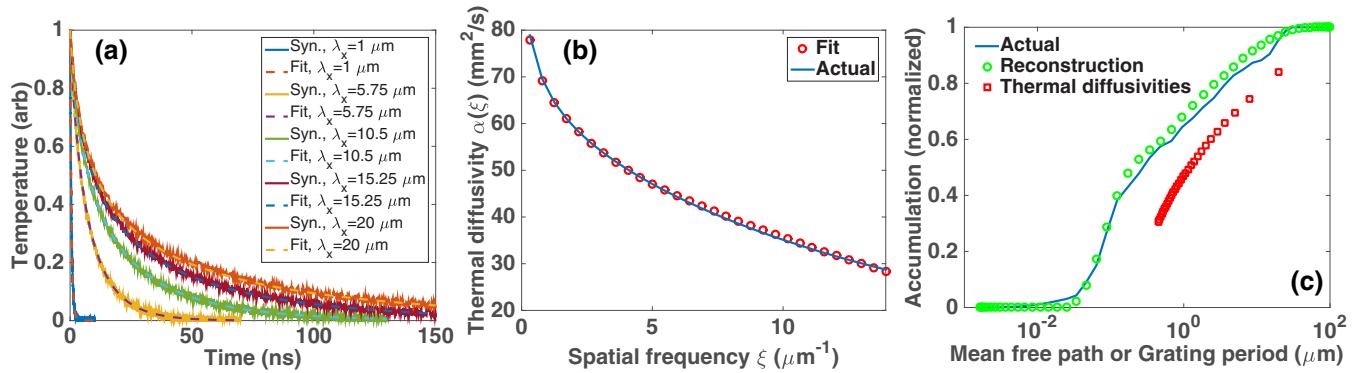 (a)
Syn., λx=1 μm
Fit, λx=1 μm
Syn., λx=5.75 μm
Fit, λx=5.75 μm
Syn., λx=10.5 μm
Fit, λx=10.5 μm
Syn., λx=15.25 μm
Fit, λx=15.25 μm
Syn., λx=20 μm
Fit, λx=20 μm
Temperature (arb)
1
0.8
0.6
0.4
0.2
0
0 50 100 150
Time (ns)
(b)
Fit
Actual
Thermal diffusivity α(ξ) (mm²/s)
80
70
60
50
40
30
20
0 5 10
Spatial frequency ξ (μm⁻¹)
Actual
Reconstruction
Thermal diffusivities
(c)
Accumulation (normalized)
1
0.8
0.6
0.4
0.2
0
10⁻² 10⁰ 10²
Mean free path or Grating period (μm)